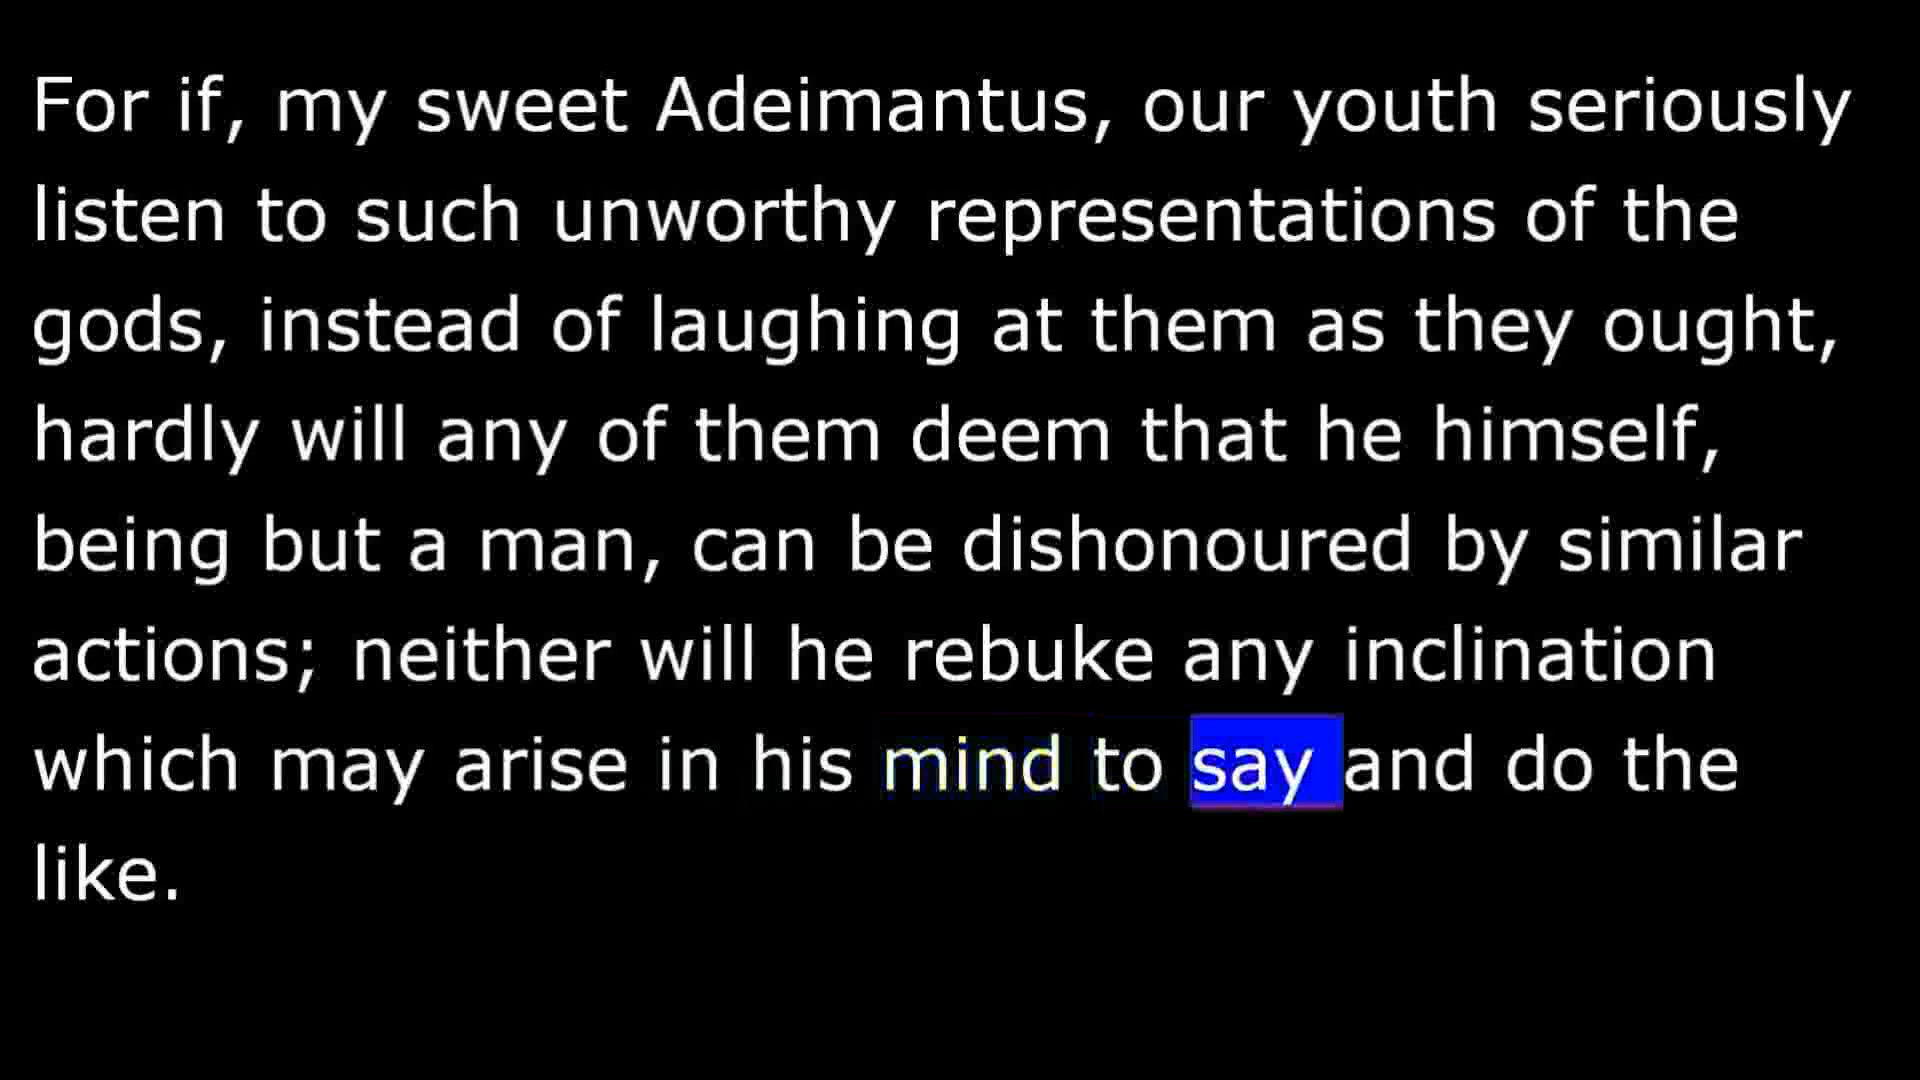 For if, my sweet Adeimantus, our youth seriously
listen to such unworthy representations of the
gods, instead of laughing at them as they ought,
hardly will any of them deem that he himself,
being but a man, can be dishonoured by similar
actions; neither will he rebuke any inclination
which may arise in his mind to say and do the
like.